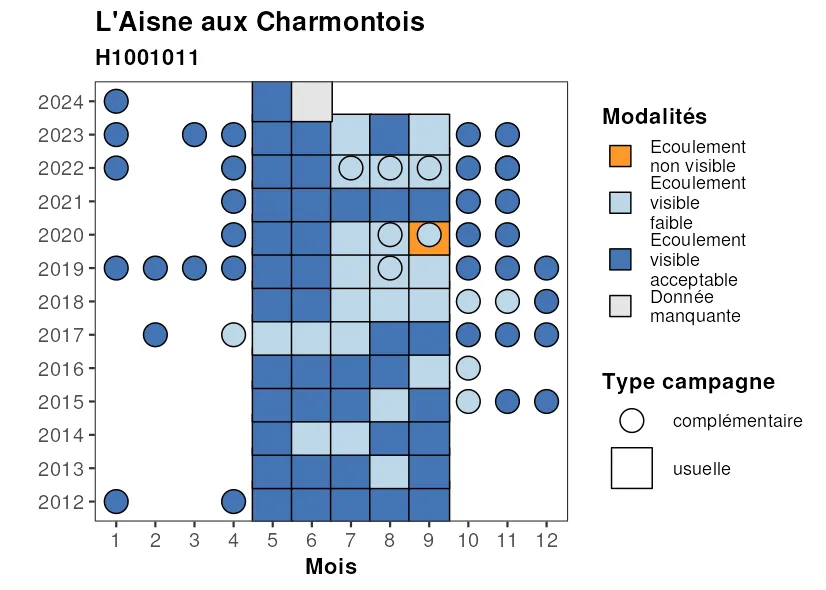 L'Aisne aux Charmontois
H1001011
2024
2023
2022
2021
2020
2019
2018
2017
2016
2015
2014
2013
2012
1 2 3 4 5 6 7 8 9 10 11 12
Mois
Modalités
Ecoulement
non visible
Ecoulement
visible
faible
Ecoulement
visible
acceptable
Donnée
manquante
Type campagne
complémentaire
usuelle